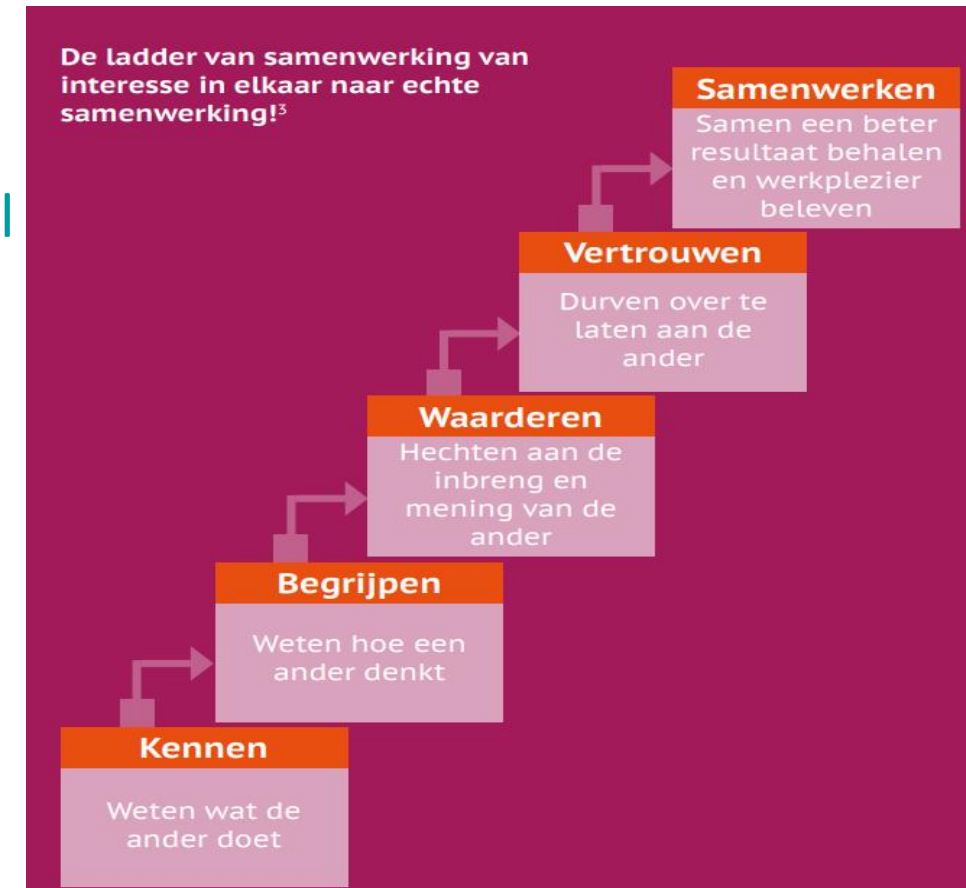 De ladder van samenwerking van
interesse in elkaar naar echte
samenwerking!³
Samenwerken
Samen een beter
resultaat behalen
en werkplezier
beleven
Vertrouwen
Durven over te
laten aan de
ander
Waarderen
Hechten aan de
inbreng en
mening van de
ander
Begrijpen
Weten hoe een
ander denkt
Kennen
Weten wat de
ander doet